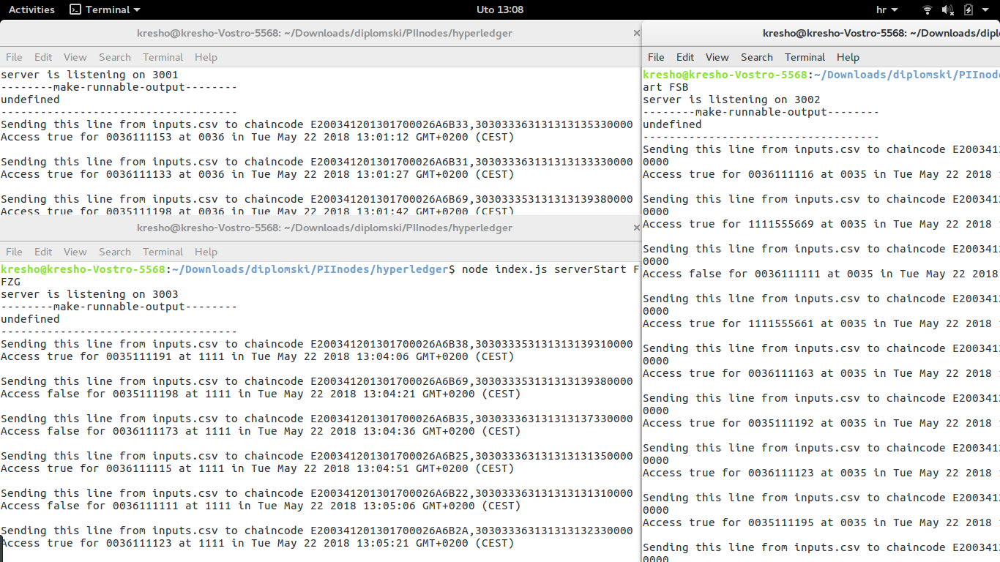 Activities Terminal Uto 13:08 hr
kresho@kresho-Vostro-5568: ~/Downloads/diplomski/PIInodes/hyperledger ×
File Edit View Search Terminal Help
server is listening on 3001
--------make-runnable-output--------
undefined
------------------------------------
Sending this line from inputs.csv to chaincode E200341201301700026A6B33,303033363131313135330000
Access true for 0036111153 at 0036 in Tue May 22 2018 13:01:12 GMT+0200 (CEST)
Sending this line from inputs.csv to chaincode E200341201301700026A6B31,303033363131313133330000
Access true for 0036111133 at 0036 in Tue May 22 2018 13:01:27 GMT+0200 (CEST)
Sending this line from inputs.csv to chaincode E200341201301700026A6B69,303033353131313139380000
Access true for 0035111198 at 0036 in Tue May 22 2018 13:01:42 GMT+0200 (CEST)
kresho@kresho-Vostro-5568: ~/Downloads/diplomski/PIInodes/hyperledger ×
File Edit View Search Terminal Help
kresho@kresho-Vostro-5568:~/Downloads/diplomski/PIInodes/hyperledger$ node index.js serverStart F
FZG
server is listening on 3003
--------make-runnable-output--------
undefined
------------------------------------
Sending this line from inputs.csv to chaincode E200341201301700026A6B38,303033353131313139310000
Access true for 0035111191 at 1111 in Tue May 22 2018 13:04:06 GMT+0200 (CEST)
Sending this line from inputs.csv to chaincode E200341201301700026A6B69,303033353131313139380000
Access false for 0035111198 at 1111 in Tue May 22 2018 13:04:21 GMT+0200 (CEST)
Sending this line from inputs.csv to chaincode E200341201301700026A6B35,303033363131313137330000
Access false for 0036111173 at 1111 in Tue May 22 2018 13:04:36 GMT+0200 (CEST)
Sending this line from inputs.csv to chaincode E200341201301700026A6B25,303033363131313131350000
Access true for 0036111115 at 1111 in Tue May 22 2018 13:04:51 GMT+0200 (CEST)
Sending this line from inputs.csv to chaincode E200341201301700026A6B22,303033363131313131310000
Access false for 0036111111 at 1111 in Tue May 22 2018 13:05:06 GMT+0200 (CEST)
Sending this line from inputs.csv to chaincode E200341201301700026A6B2A,303033363131313132330000
Access true for 0036111123 at 1111 in Tue May 22 2018 13:05:21 GMT+0200 (CEST)
kresho@kresho-Vostro-5568: ~/Downloads/dipl
File Edit View Search Terminal Help
kresho@kresho-Vostro-5568:~/Downloads/diplomski/PIInode
art FSB
server is listening on 3002
--------make-runnable-output--------
undefined
------------------------------------
Sending this line from inputs.csv to chaincode E2003412
0000
Access true for 0036111116 at 0035 in Tue May 22 2018
Sending this line from inputs.csv to chaincode E2003412
0000
Access true for 1111555669 at 0035 in Tue May 22 2018
Sending this line from inputs.csv to chaincode E2003412
0000
Access false for 0036111111 at 0035 in Tue May 22 2018
Sending this line from inputs.csv to chaincode E2003412
0000
Access true for 1111555661 at 0035 in Tue May 22 2018
Sending this line from inputs.csv to chaincode E2003412
0000
Access true for 0036111163 at 0035 in Tue May 22 2018
Sending this line from inputs.csv to chaincode E2003412
0000
Access true for 0035111192 at 0035 in Tue May 22 2018
Sending this line from inputs.csv to chaincode E2003412
0000
Access true for 0036111123 at 0035 in Tue May 22 2018
Sending this line from inputs.csv to chaincode E2003412
0000
Access true for 0035111195 at 0035 in Tue May 22 2018
Sending this line from inputs.csv to chaincode E2003412
0000